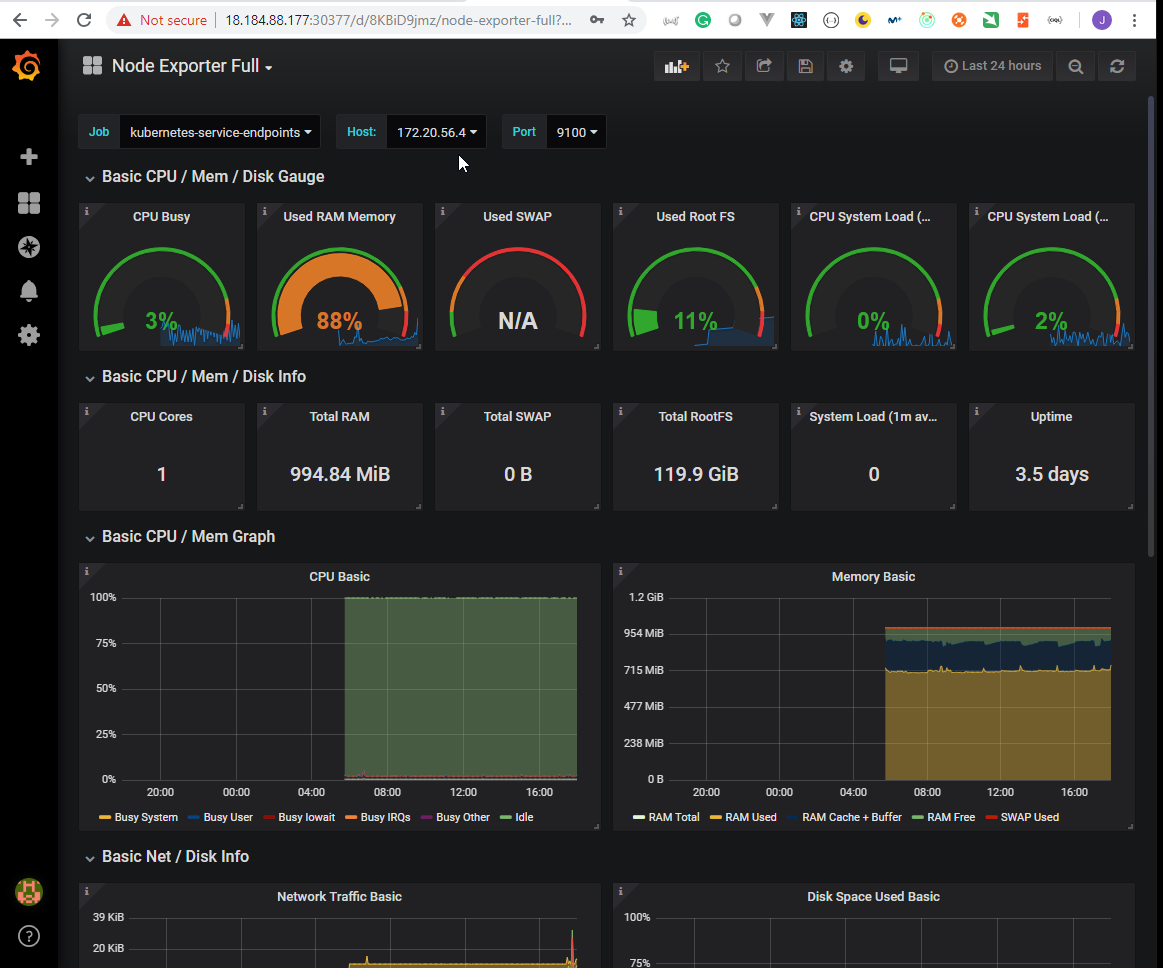 Not secure 18.184.88.177:30377/d/8KBiD9jmz/node-exporter-full?...
J
Node Exporter Full
Last 24 hours
Job kubernetes-service-endpoints Host: 172.20.56.4 Port 9100
Basic CPU / Mem / Disk Gauge
CPU Busy Used RAM Memory Used SWAP Used Root FS CPU System Load (... CPU System Load (...
3% 88% N/A 11% 0% 2%
Basic CPU / Mem / Disk Info
CPU Cores Total RAM Total SWAP Total RootFS System Load (1m av... Uptime
1 994.84 MiB 0 B 119.9 GiB 0 3.5 days
Basic CPU / Mem Graph
CPU Basic
100%
75%
50%
25%
0%
20:00 00:00 04:00 08:00 12:00 16:00
Busy System Busy User Busy Iowait Busy IRQs Busy Other Idle
Memory Basic
1.2 GiB
954 MiB
715 MiB
477 MiB
238 MiB
0 B
20:00 00:00 04:00 08:00 12:00 16:00
RAM Total RAM Used RAM Cache + Buffer RAM Free SWAP Used
Basic Net / Disk Info
Network Traffic Basic
39 KiB
20 KiB
Disk Space Used Basic
100%
75%